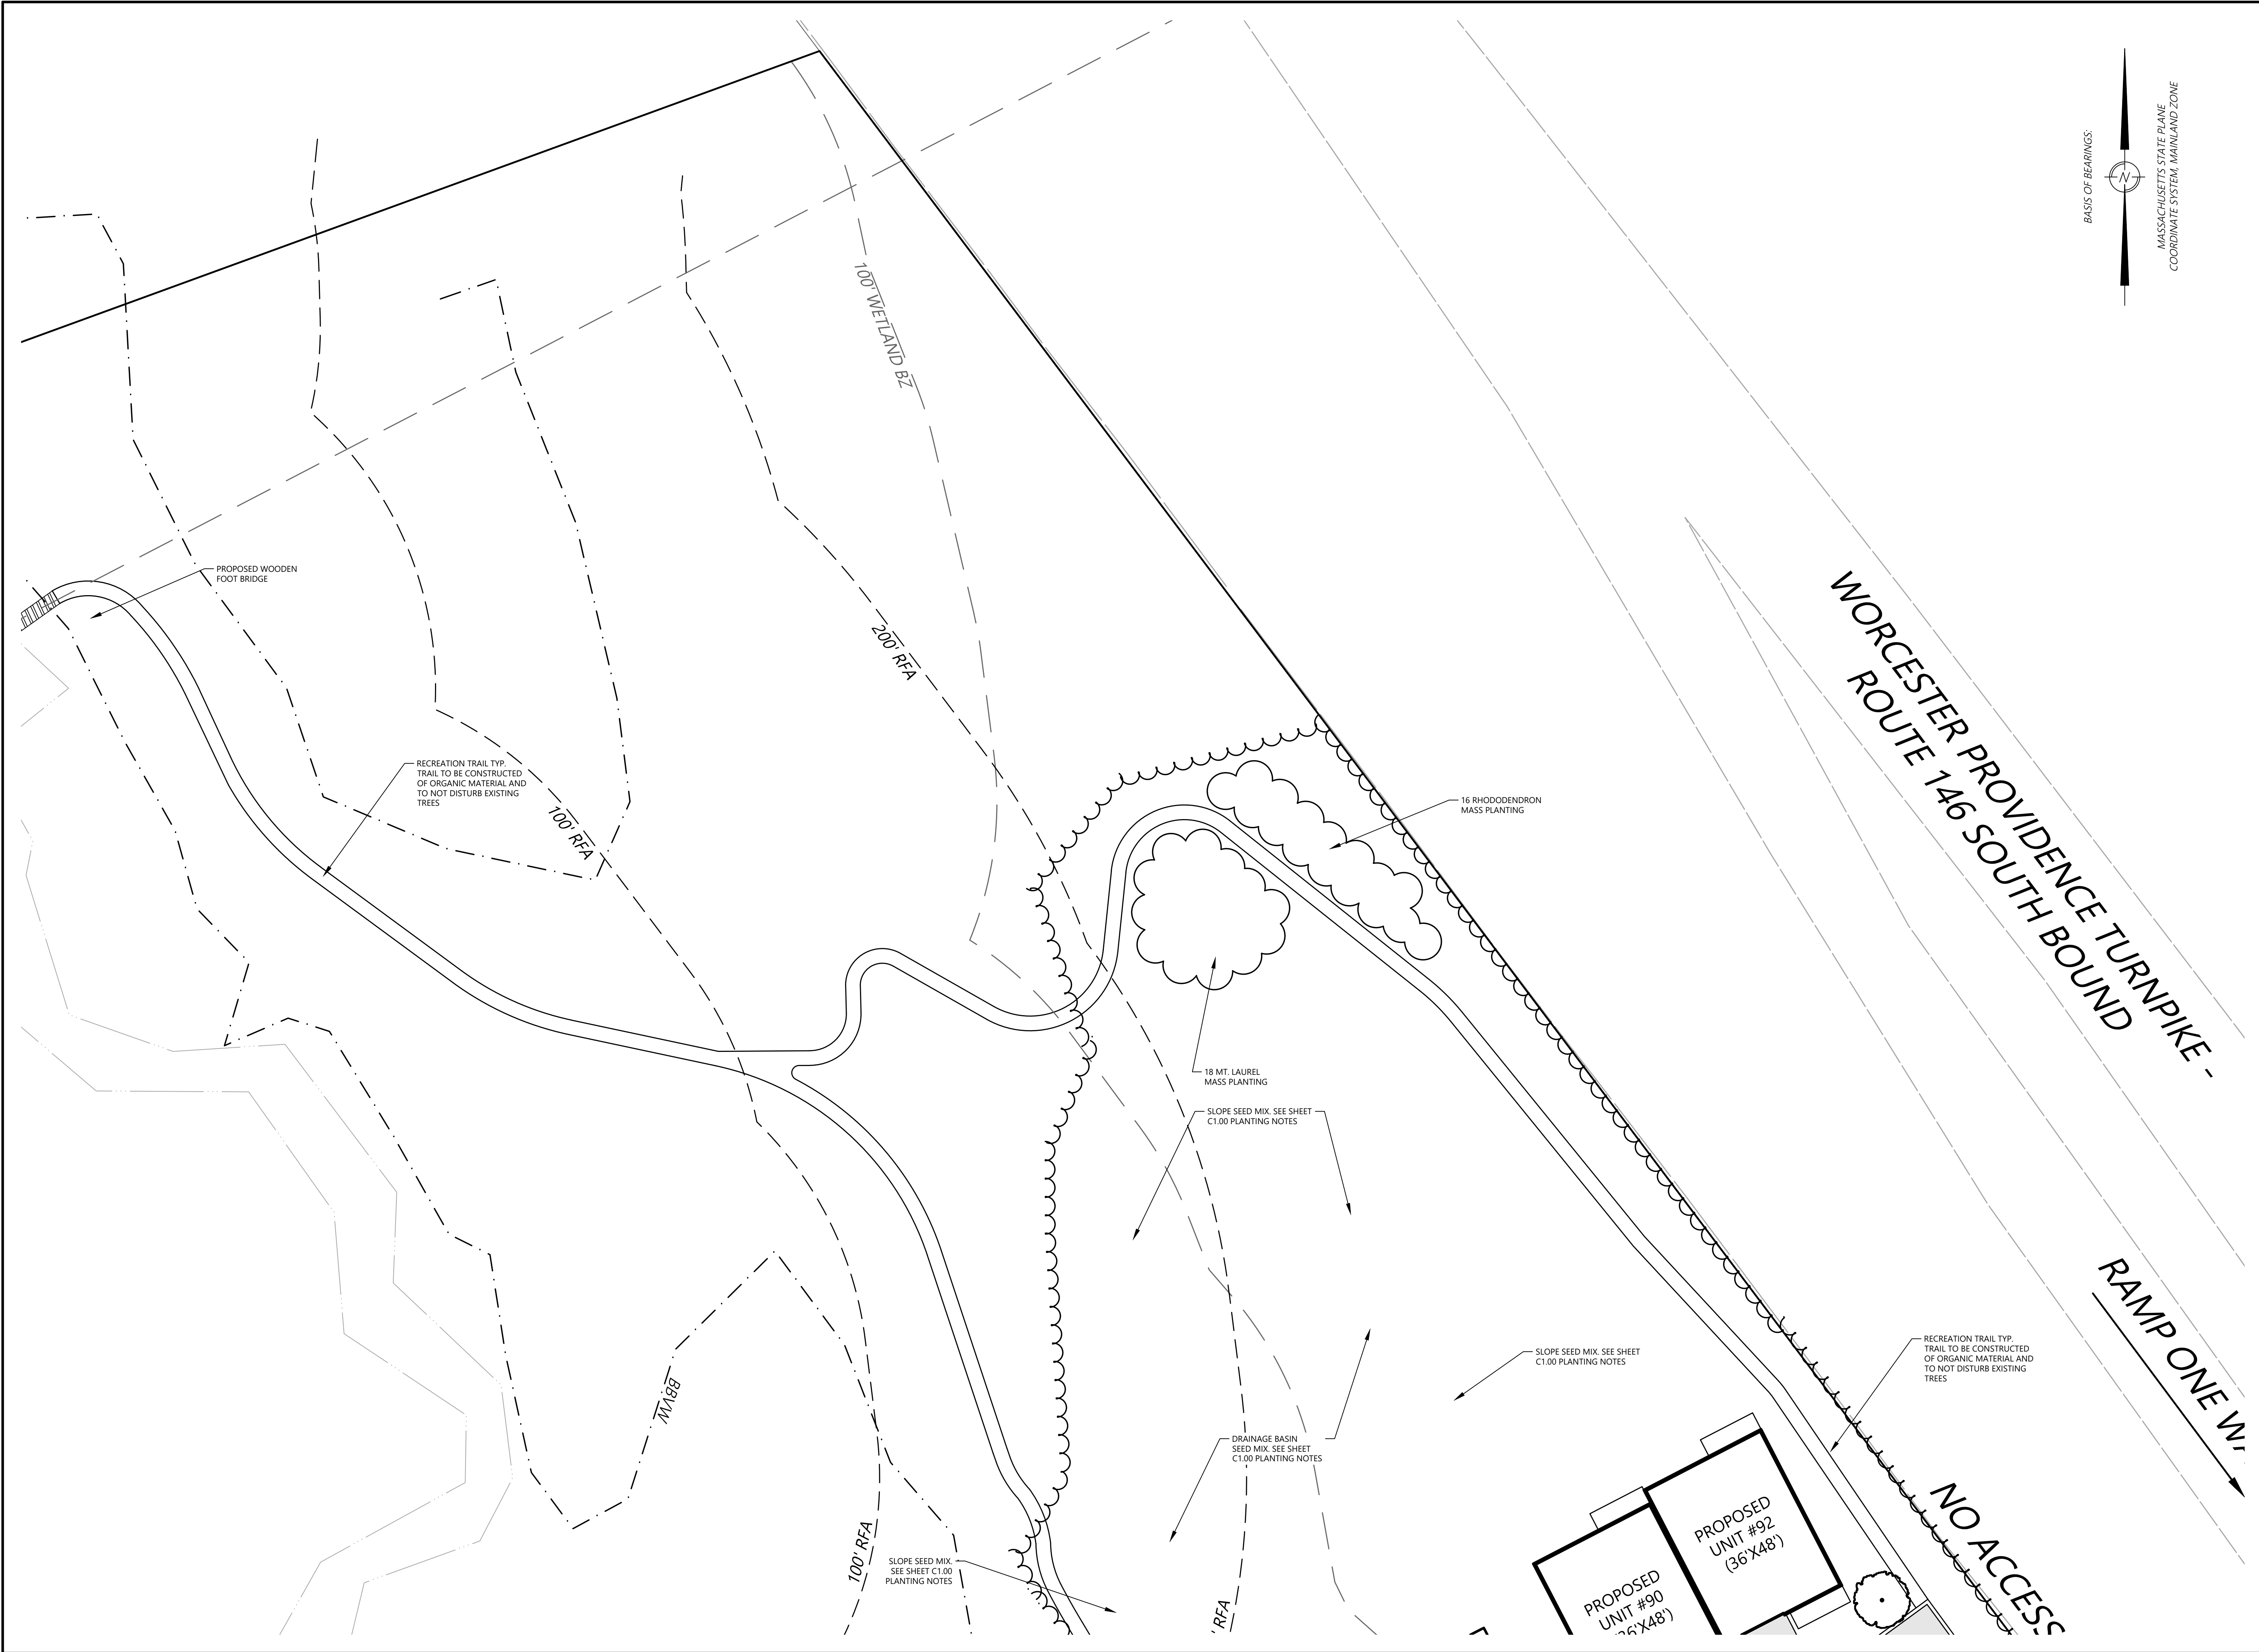 BASIS OF BEARINGS:
N
MASSACHUSETTS STATE PLANE
COORDINATE SYSTEM, MAINLAND ZONE
100' WETLAND BZ
PROPOSED WOODEN
FOOT BRIDGE
200' RFA
WORCESTER PROVIDENCE TURNPIKE -
ROUTE 146 SOUTH BOUND
RECREATION TRAIL TYP.
TRAIL TO BE CONSTRUCTED
OF ORGANIC MATERIAL AND
TO NOT DISTURB EXISTING
TREES
100' RFA
16 RHODODENDRON
MASS PLANTING
18 MT. LAUREL
MASS PLANTING
SLOPE SEED MIX. SEE SHEET
C1.00 PLANTING NOTES
RAMP ONE WA
SLOPE SEED MIX. SEE SHEET
C1.00 PLANTING NOTES
RECREATION TRAIL TYP.
TRAIL TO BE CONSTRUCTED
OF ORGANIC MATERIAL AND
TO NOT DISTURB EXISTING
TREES
BBVW
DRAINAGE BASIN
SEED MIX. SEE SHEET
C1.00 PLANTING NOTES
PROPOSED
UNIT #92
(36'X48')
NO ACCESS
100' RFA
SLOPE SEED MIX.
SEE SHEET C1.00
PLANTING NOTES
' RFA
PROPOSED
UNIT #90
36'X48')